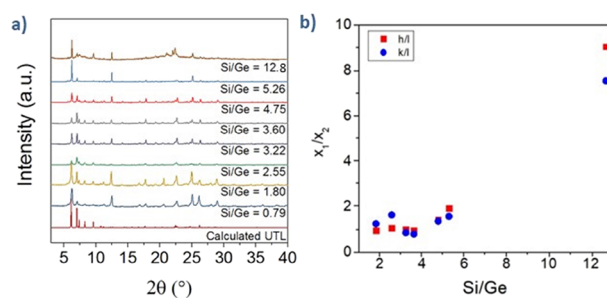 a)
Intensity (a.u.)
Si/Ge = 12.8
Si/Ge = 5.26
Si/Ge = 4.75
Si/Ge = 3.60
Si/Ge = 3.22
Si/Ge = 2.55
Si/Ge = 1.80
Si/Ge = 0.79
Calculated UTL
5 10 15 20 25 30 35 40
2θ (°)
b)
h/l
k/l
x₁/x₂
10
8
6
4
2
0
2 4 6 8 10 12
Si/Ge